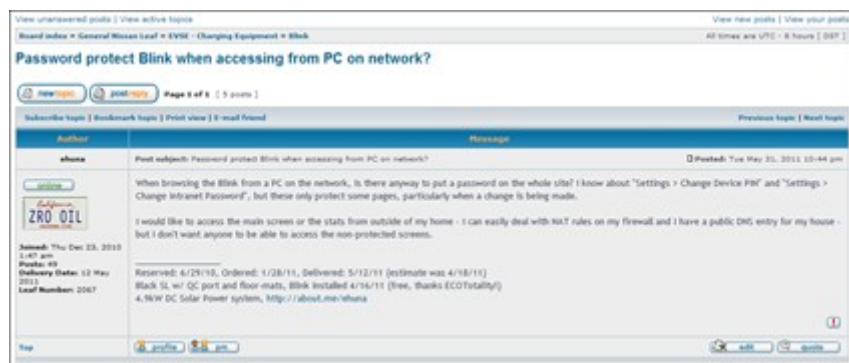 View unanswered posts | View active topics
View new posts | View your posts
Board index » General Nissan Leaf » EVSE - Charging Equipment » Blink
All times are UTC - 8 hours [ DST ]
Password protect Blink when accessing from PC on network?
newtopic postreply Page 1 of 1 [ 5 posts ]
Subscribe topic | Bookmark topic | Print view | E-mail friend
Previous topic | Next topic
Author Message
ehuna
Post subject: Password protect Blink when accessing from PC on network?
Posted: Tue May 31, 2011 10:44 pm
online
California
ZRO OIL
Joined: Thu Dec 23, 2010
1:47 am
Posts: 49
Delivery Date: 12 May
2011
Leaf Number: 2067
When browsing the Blink from a PC on the network, is there anyway to put a password on the whole site? I know about "Settings > Change Device PIN" and "Settings >
Change Intranet Password", but these only protect some pages, particularly when a change is being made.
I would like to access the main screen or the stats from outside of my home - I can easily deal with NAT rules on my firewall and I have a public DNS entry for my house -
but I don't want anyone to be able to access the non-protected screens.
Reserved: 6/29/10, Ordered: 1/28/11, Delivered: 5/12/11 (estimate was 4/18/11)
Black SL w/ QC port and floor-mats, Blink installed 4/16/11 (free, thanks ECOTotality!)
4.9kW DC Solar Power system, http://about.me/ehuna
Top
profile pm
edit quote